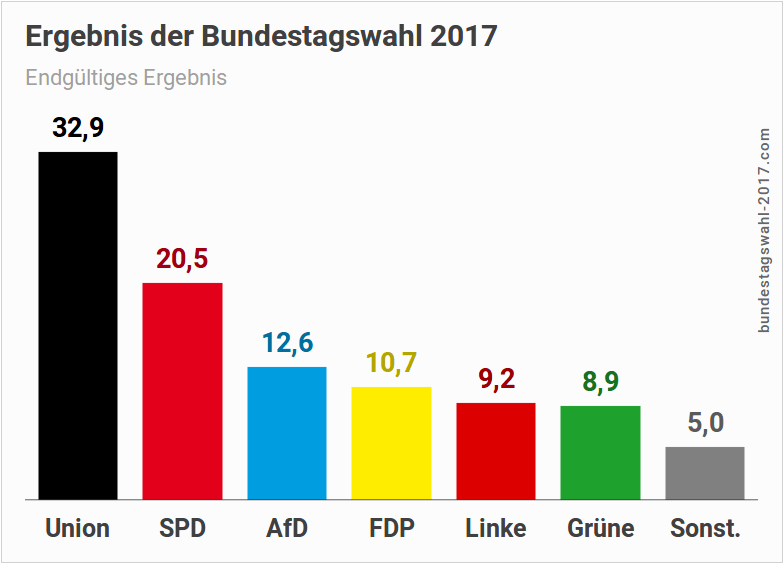 Ergebnis der Bundestagswahl 2017
Endgültiges Ergebnis
32,9
20,5
12,6
10,7
9,2
8,9
5,0
Union
SPD
AfD
FDP
Linke
Grüne
Sonst.
bundestagswahl-2017.com